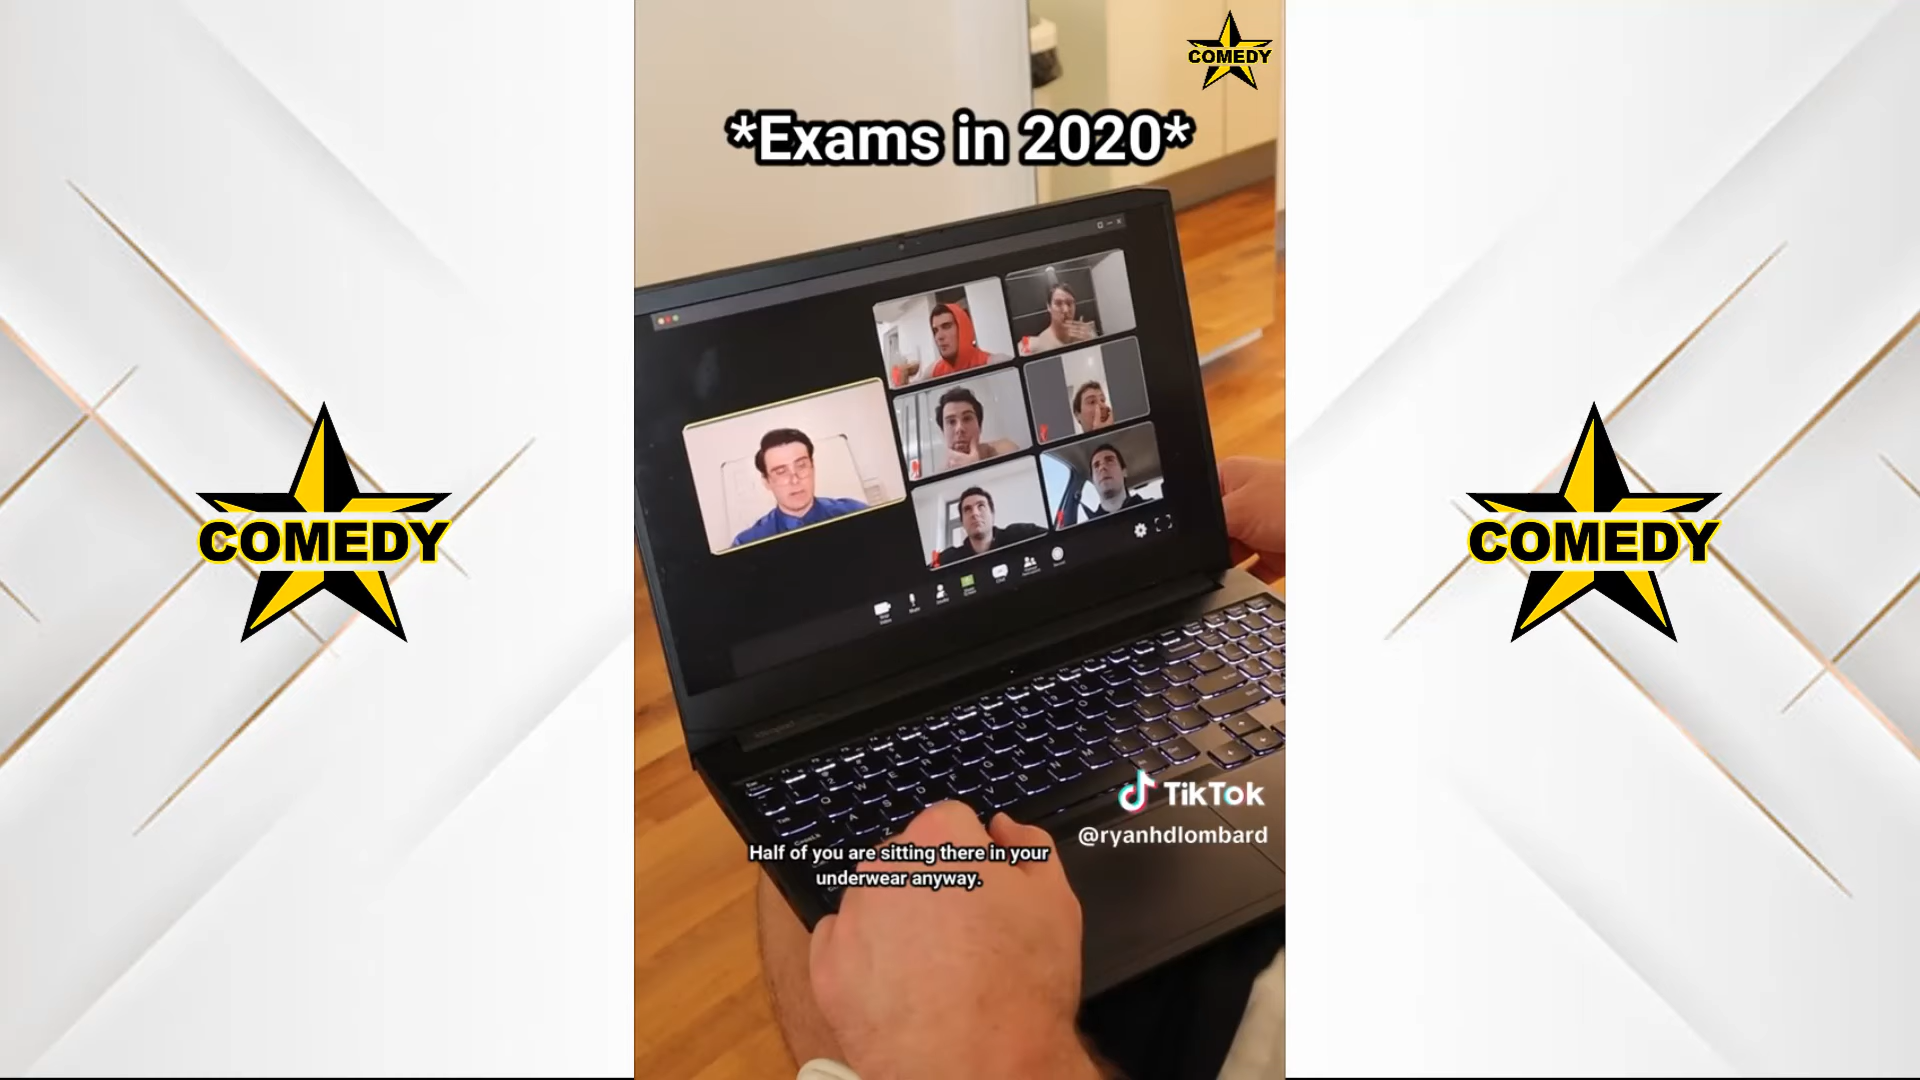 COMEDY
*Exams in 2020*
COMEDY
COMEDY
TikTok
@ryanhdlombard
Half of you are sitting there in your
underwear anyway.